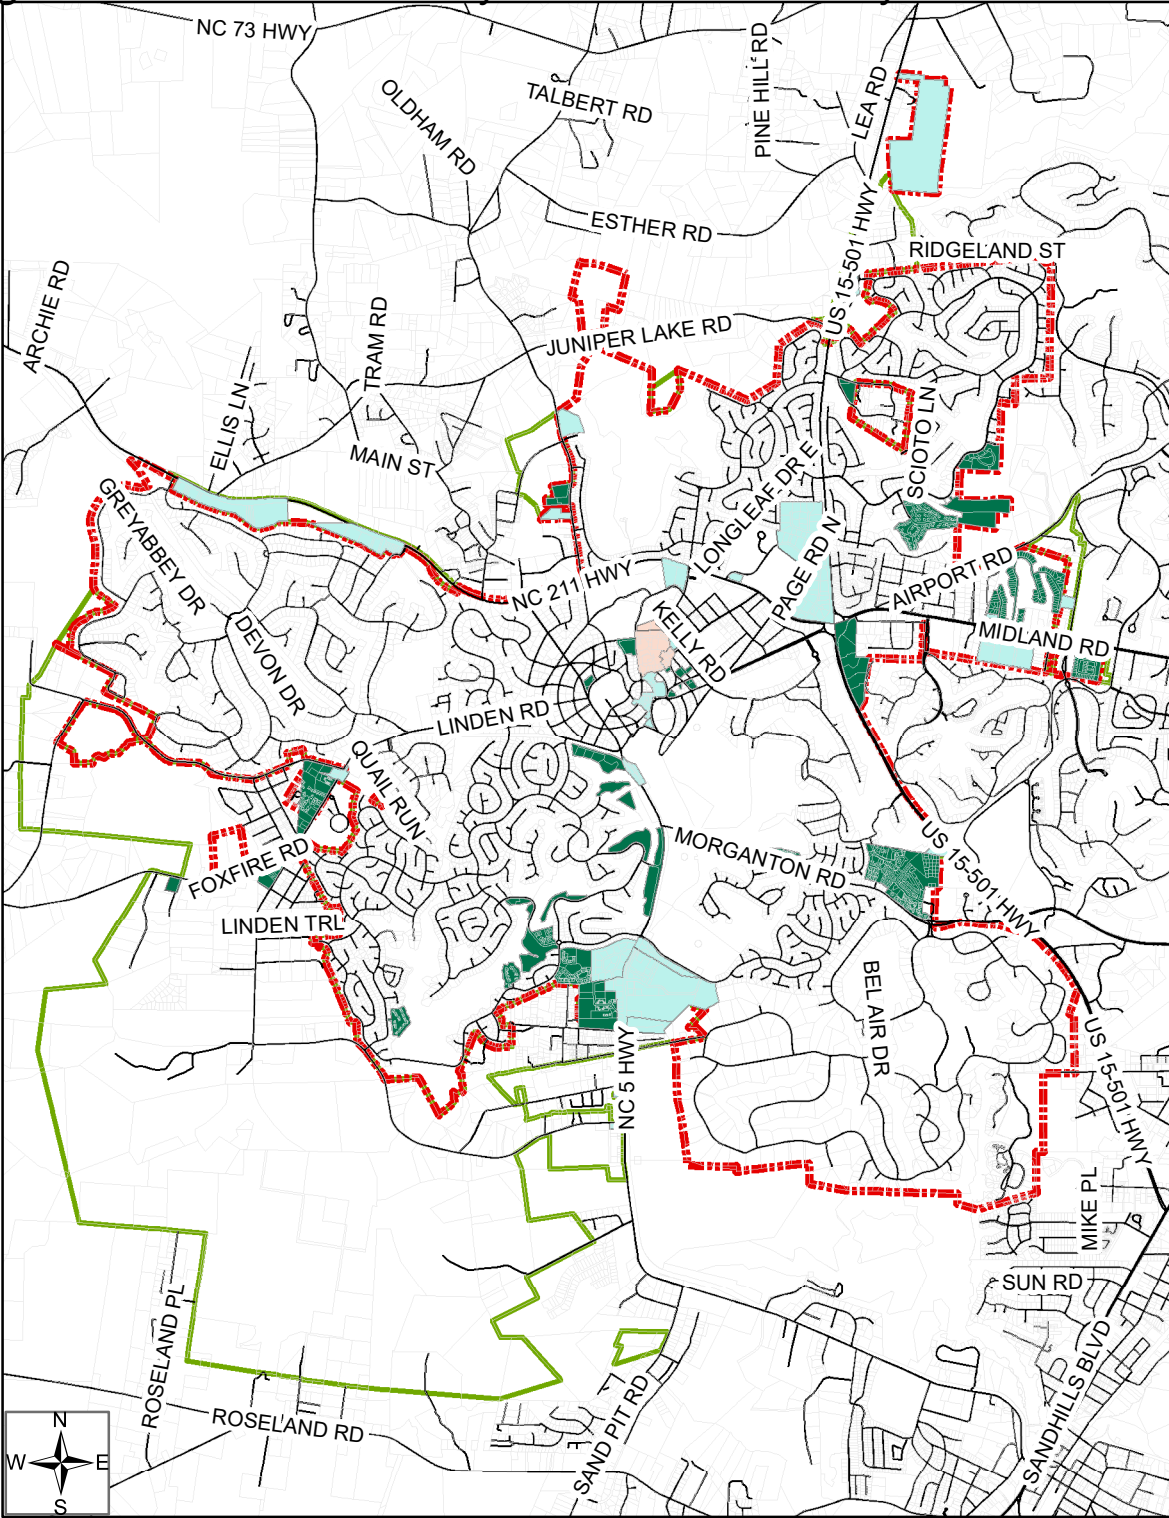 NC 73 HWY
PINE HILL RD
OLDHAM RD
TALBERT RD
LEA RD
ESTHER RD
US 15-501 HWY
RIDGELAND ST
ARCHIE RD
TRAM RD
JUNIPER LAKE RD
ELLIS LN
MAIN ST
SCIOTO LN
LONGLEAF DR E
GREYABBEY DR
PAGE RD N
NC 211 HWY
AIRPORT RD
KELLY RD
MIDLAND RD
DEVON DR
LINDEN RD
QUAIL RUN
MORGANTON RD
US 15-501 HWY
FOXFIRE RD
LINDEN TRL
BEL AIR DR
US 15-501 HWY
NC 5 HWY
MIKE PL
SUN RD
ROSELAND PL
SANDHILLS BLVD
SAND PIT RD
ROSELAND RD
N
W E
S